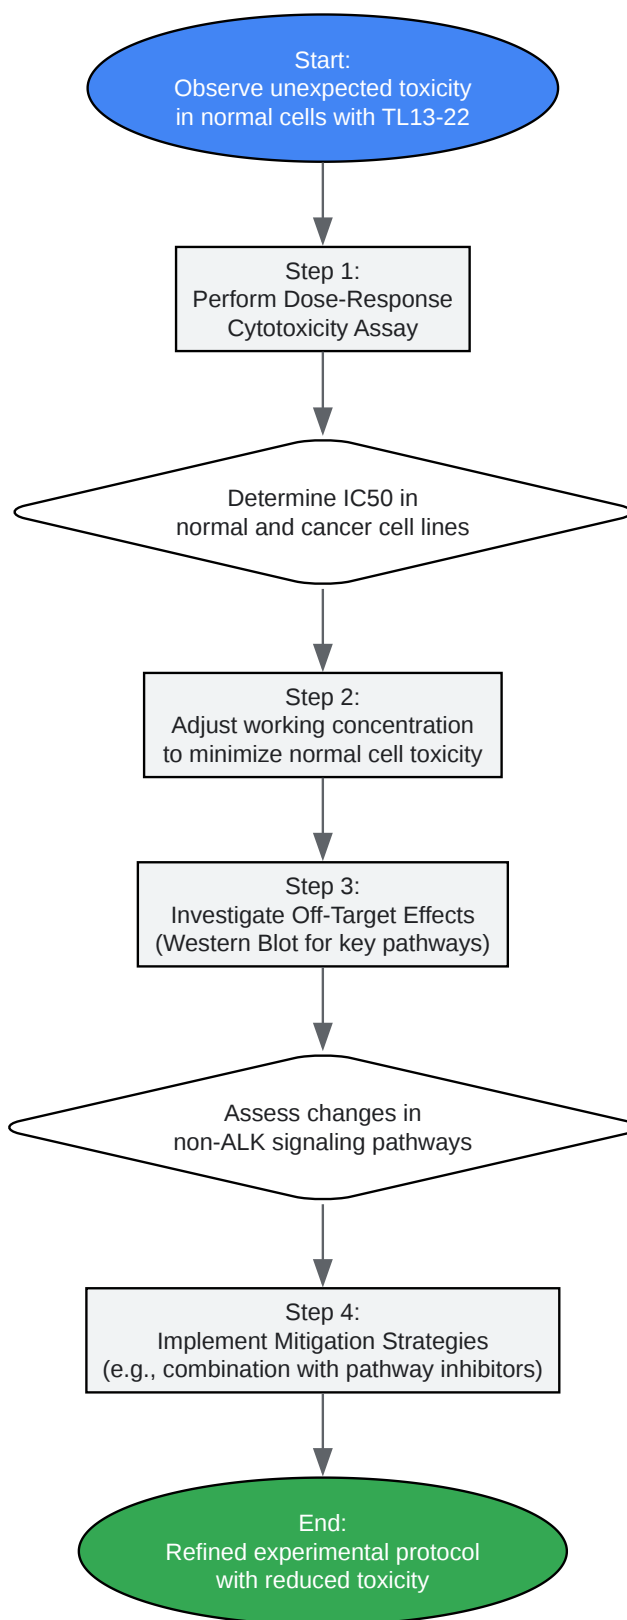 Start:
Observe unexpected toxicity
in normal cells with TL13-22
Step 1:
Perform Dose-Response
Cytotoxicity Assay
Determine IC50 in
normal and cancer cell lines
Step 2:
Adjust working concentration
to minimize normal cell toxicity
Step 3:
Investigate Off-Target Effects
(Western Blot for key pathways)
Assess changes in
non-ALK signaling pathways
Step 4:
Implement Mitigation Strategies
(e.g., combination with pathway inhibitors)
End:
Refined experimental protocol
with reduced toxicity